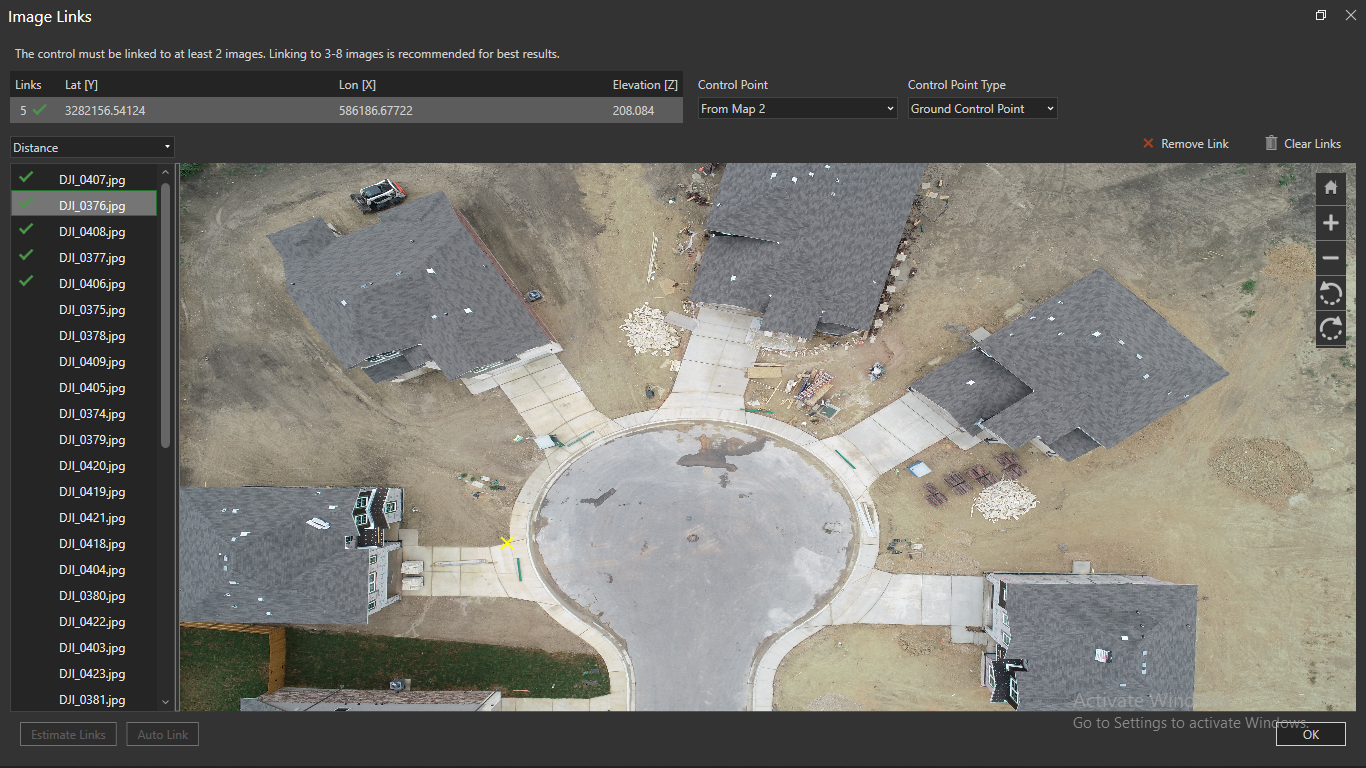 Image Links
The control must be linked to at least 2 images. Linking to 3-8 images is recommended for best results.
Links Lat [Y] Lon [X] Elevation [Z] Control Point Control Point Type
5 3282156.54124 586186.67722 208.084 From Map 2 Ground Control Point
Distance Remove Link Clear Links
DJI_0407.jpg
DJI_0376.jpg
DJI_0408.jpg
DJI_0377.jpg
DJI_0406.jpg
DJI_0375.jpg
DJI_0378.jpg
DJI_0409.jpg
DJI_0405.jpg
DJI_0374.jpg
DJI_0379.jpg
DJI_0420.jpg
DJI_0419.jpg
DJI_0421.jpg
DJI_0418.jpg
DJI_0404.jpg
DJI_0380.jpg
DJI_0422.jpg
DJI_0403.jpg
DJI_0423.jpg
DJI_0381.jpg
Activate Windows
Go to Settings to activate Windows.
Estimate Links Auto Link OK